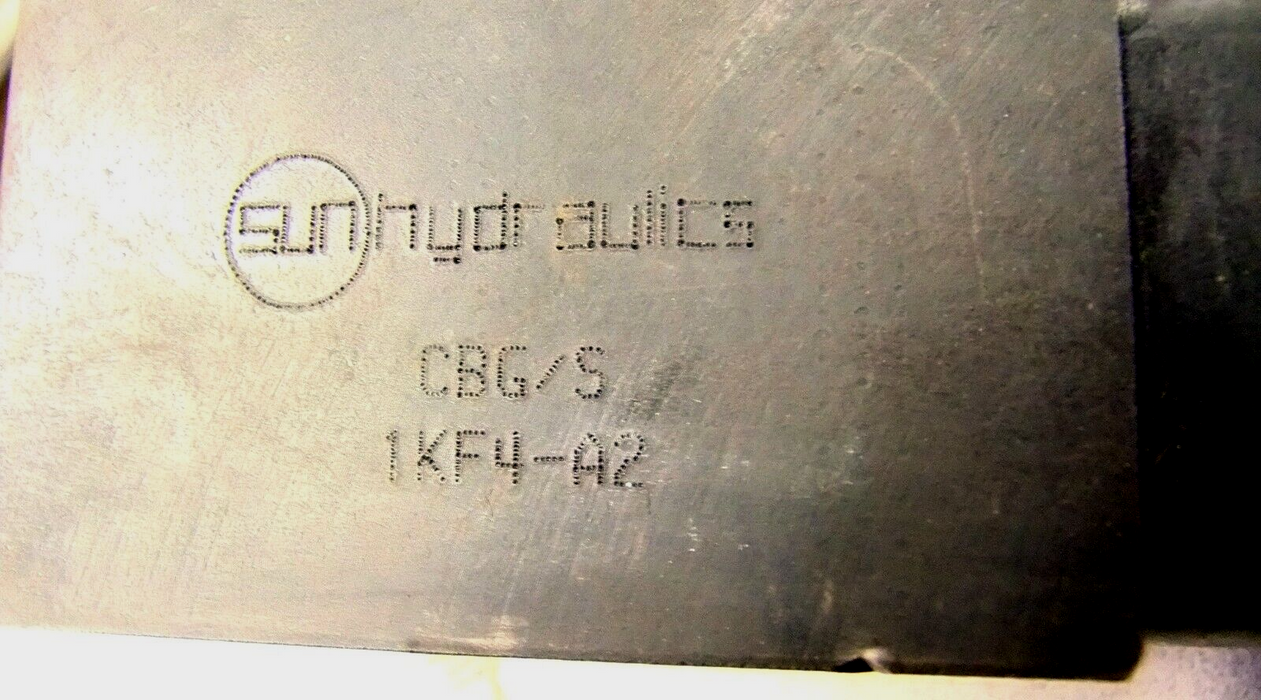 sun hydraulics
CBG/S
1KF4-A2